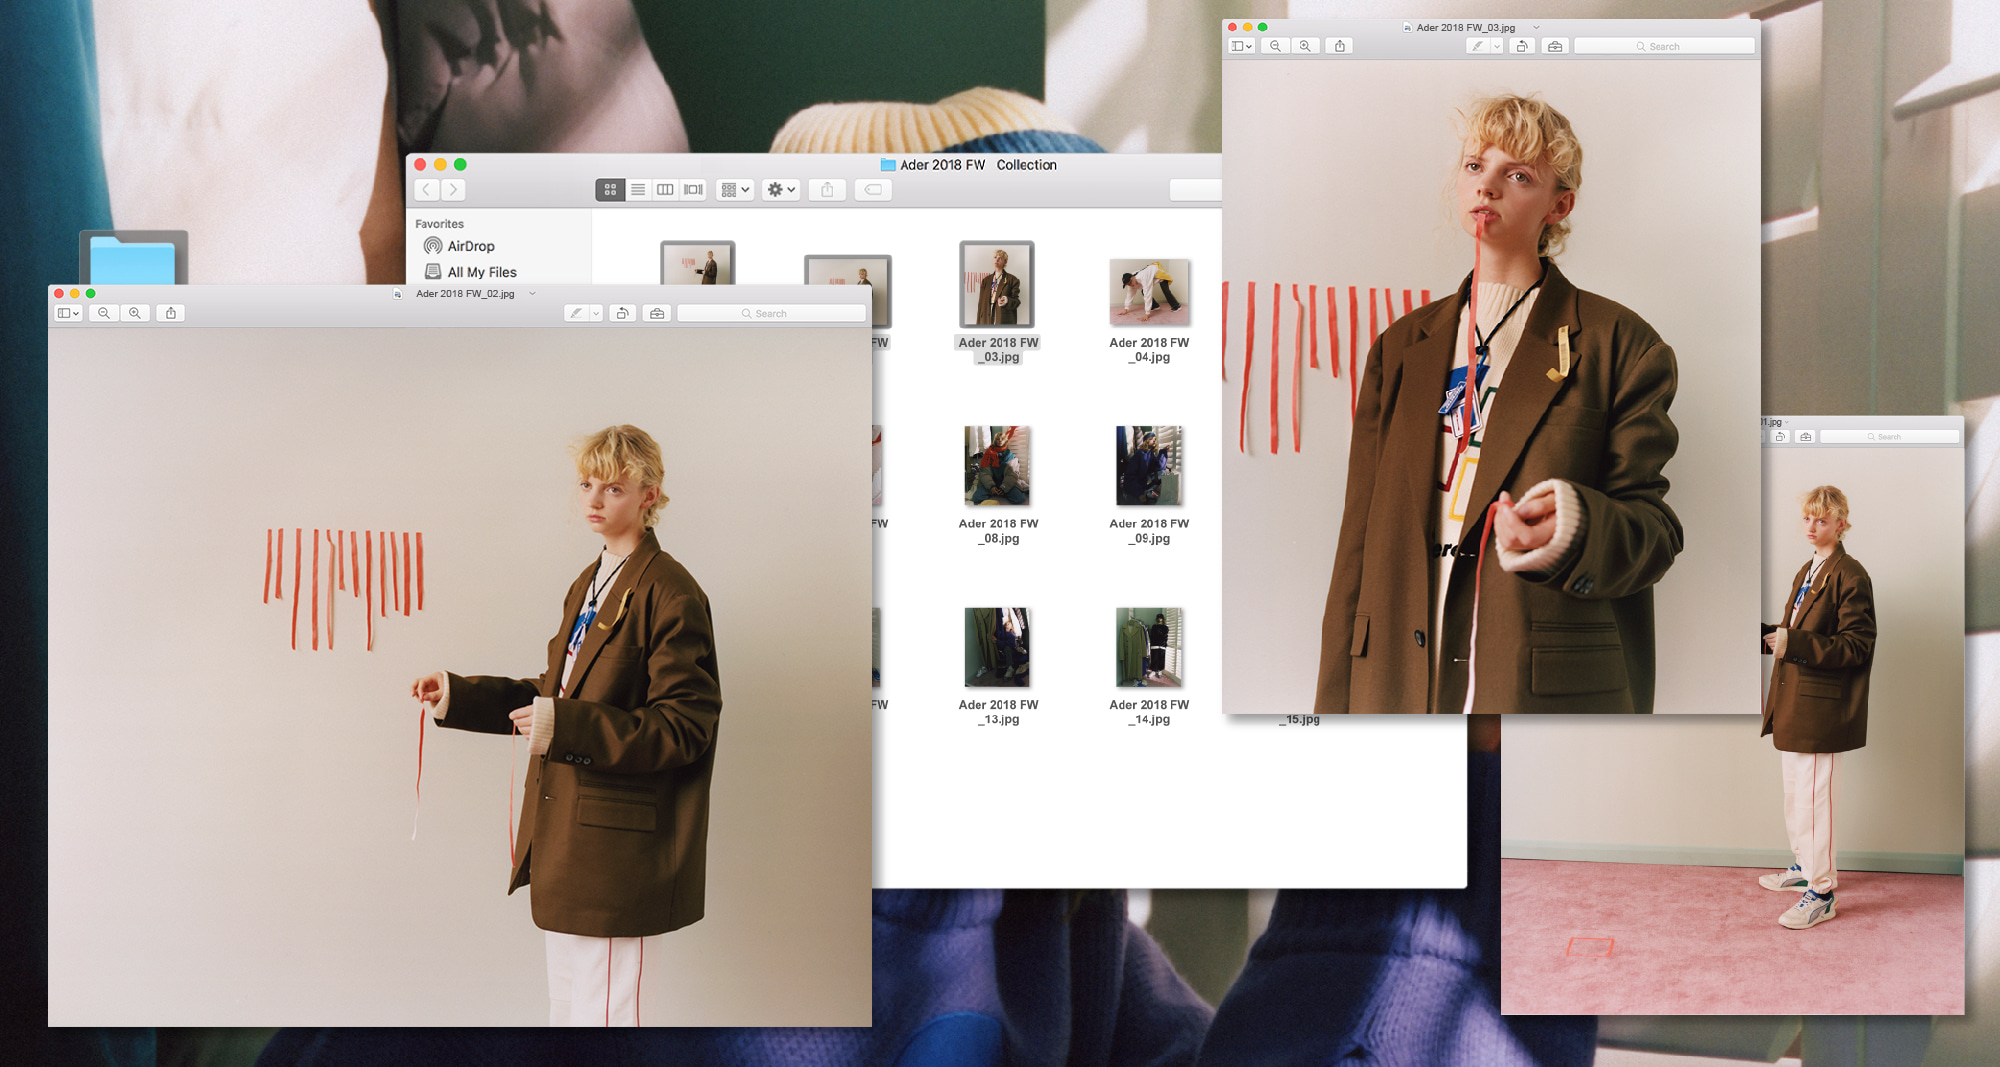 Ader 2018 FW_03.jpg
Search
Ader 2018 FW Collection
Favorites
AirDrop
All My Files
Ader 2018 FW_02.jpg
Search
FW
Ader 2018 FW
_03.jpg
Ader 2018 FW
_04.jpg
01.jpg
Search
FW
Ader 2018 FW
_08.jpg
Ader 2018 FW
_09.jpg
FW
Ader 2018 FW
_13.jpg
Ader 2018 FW
_14.jpg
_15.jpg